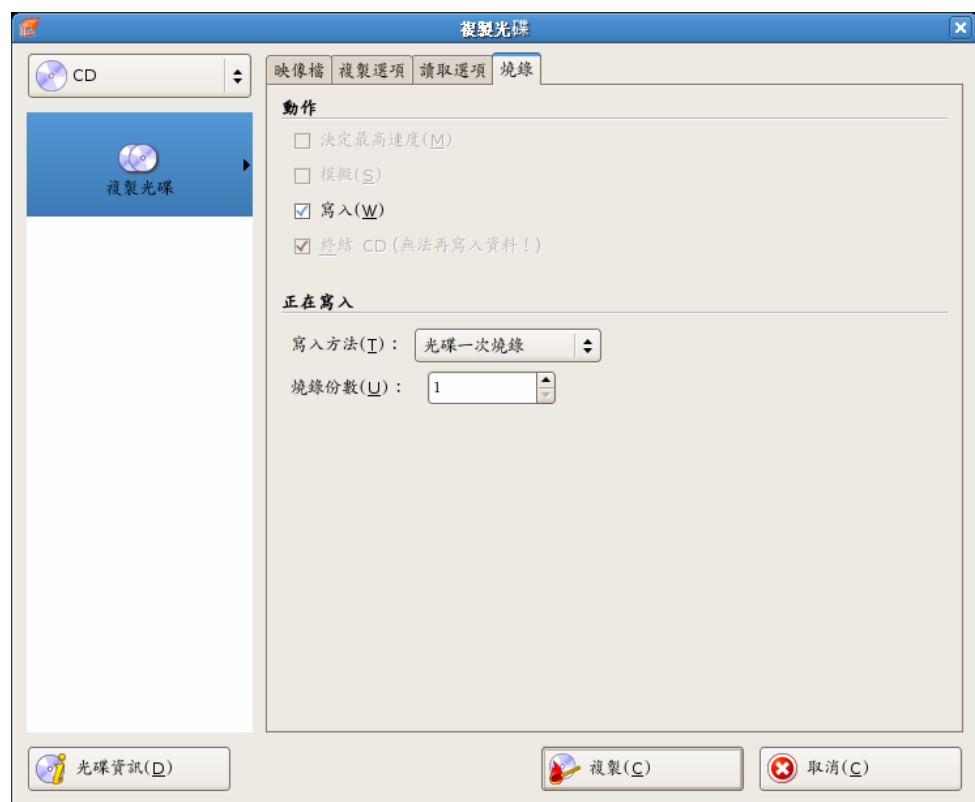 複製光碟
CD
複製光碟
映像檔 複製選項 讀取選項 燒錄
動作
決定最高速度(M)
模擬(S)
寫入(W)
終結 CD (無法再寫入資料!)
正在寫入
寫入方法(T): 光碟一次燒錄
燒錄份數(U): 1
光碟資訊(D) 複製(C) 取消(C)